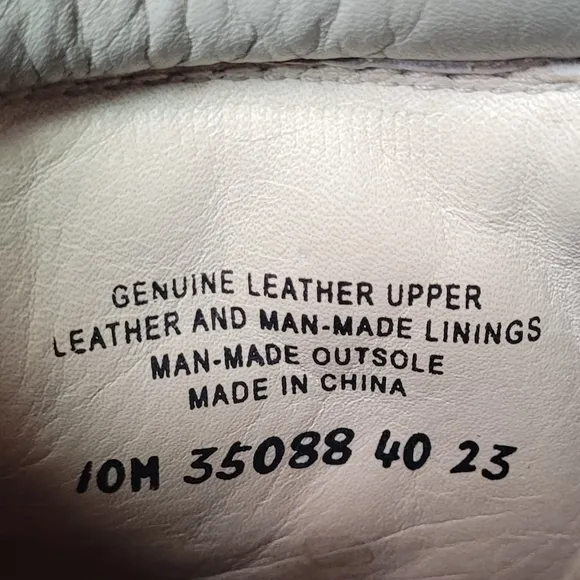 GENUINE LEATHER UPPER
LEATHER AND MAN-MADE LININGS
MAN-MADE OUTSOLE
MADE IN CHINA
10M 35088 40 23